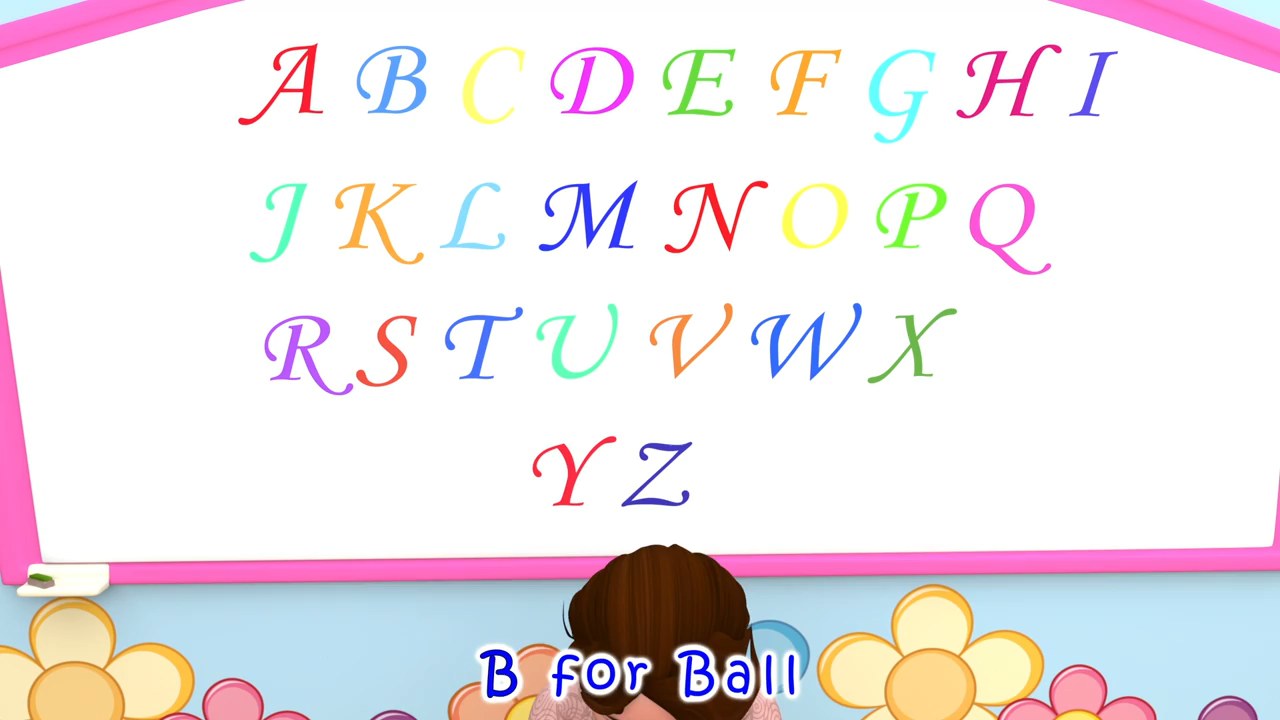 A B C D E F G H I
J K L M N O P Q
R S T U V W X
Y Z
B for Ball